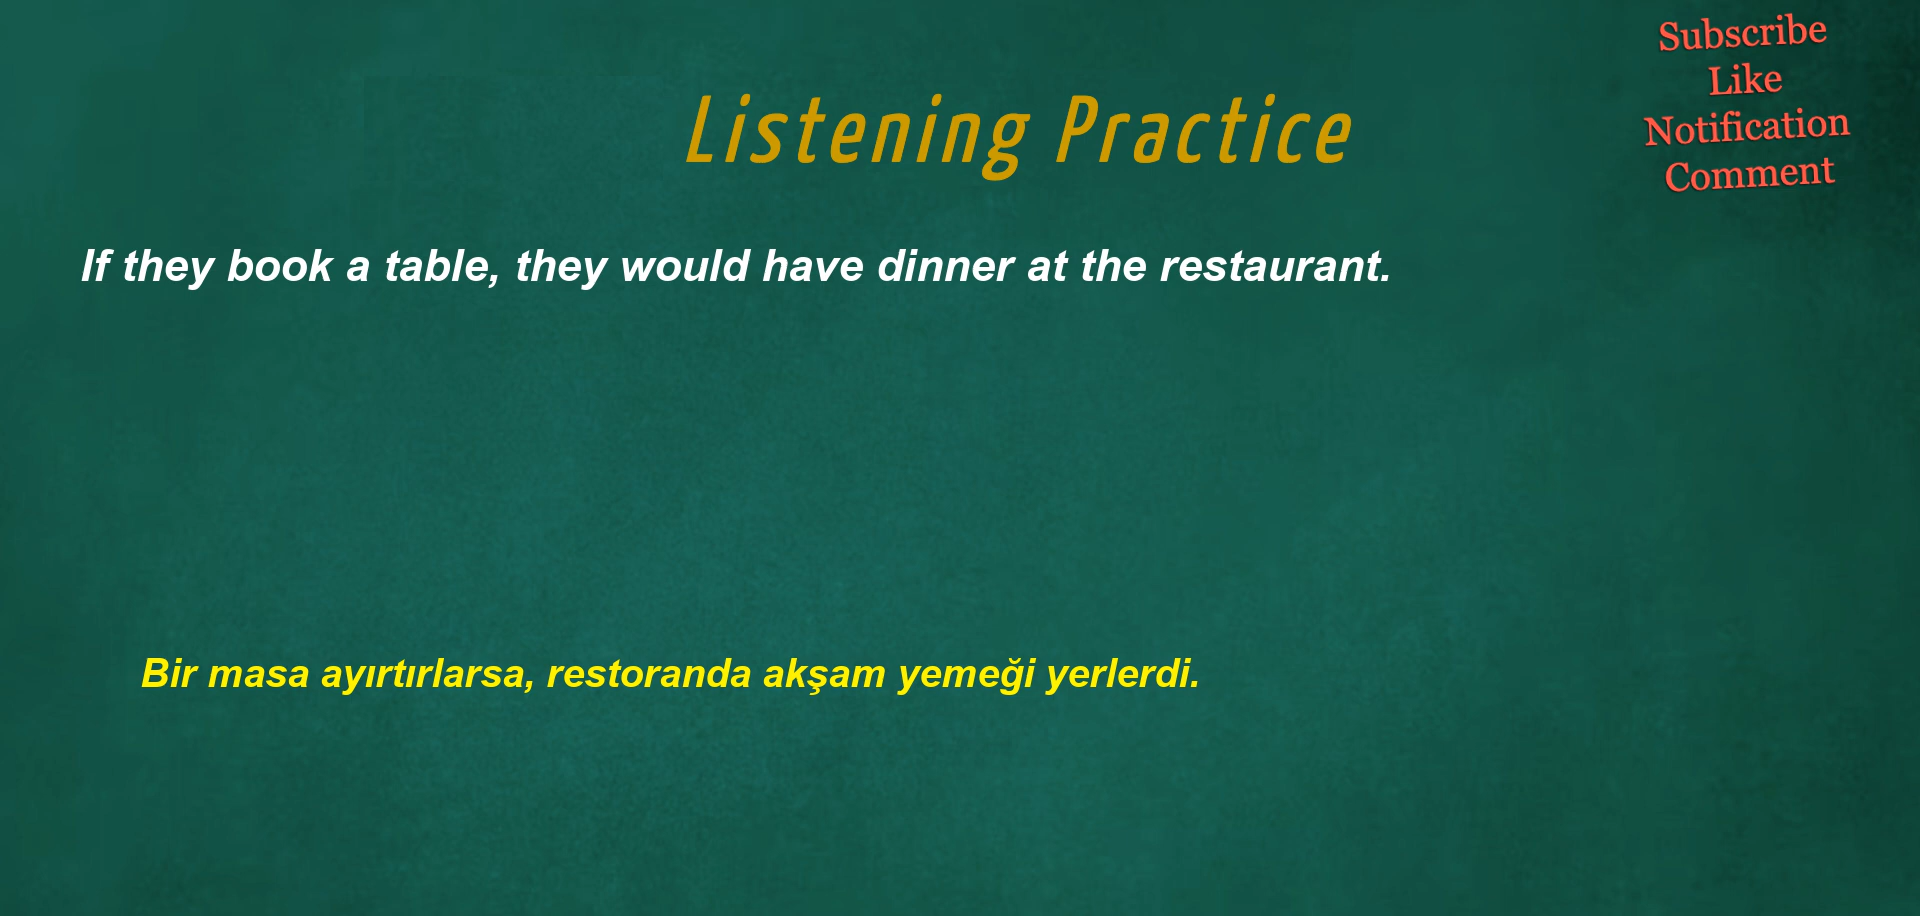 Listening Practice
Subscribe
Like
Notification
Comment
If they book a table, they would have dinner at the restaurant.
Bir masa ayırtırlarsa, restoranda akşam yemeği yerlerdi.